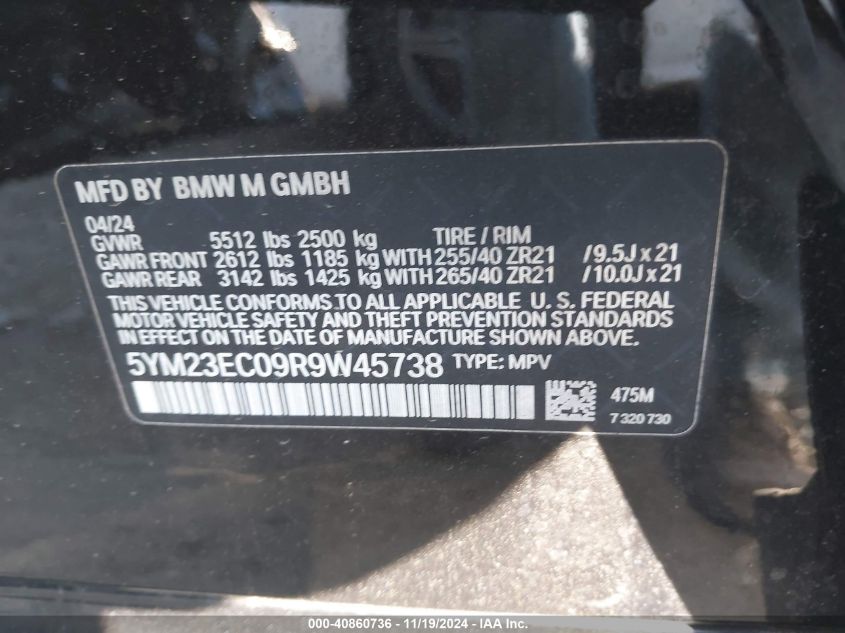 MFD BY BMW M GMBH
04/24
GVWR 5512 lbs 2500 kg TIRE / RIM
GAWR FRONT 2612 lbs 1185 kg WITH 255/40 ZR21 / 9.5J x 21
GAWR REAR 3142 lbs 1425 kg WITH 265/40 ZR21 / 10.0J x 21
THIS VEHICLE CONFORMS TO ALL APPLICABLE U. S. FEDERAL
MOTOR VEHICLE SAFETY, BUMPER, AND THEFT PREVENTION STANDARDS
IN EFFECT ON THE DATE OF MANUFACTURE SHOWN ABOVE.
5YM23EC09R9W45738 TYPE: MPV
475M
7 320 730
000-40860736 - 11/19/2024 - IAA Inc.